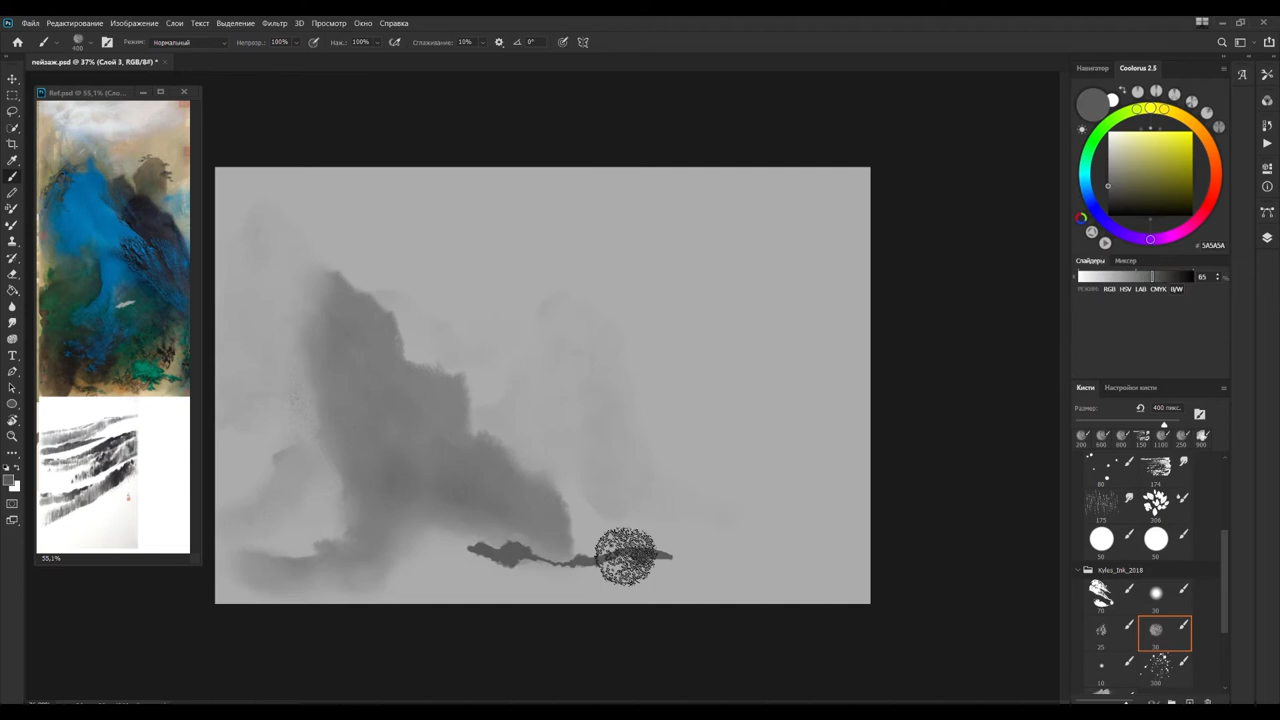 Файл Редактирование Изображение Слои Текст Выделение Фильтр 3D Просмотр Окно Справка
400 Режим: Нормальный Непрозр.: 100% Наж.: 100% Сглаживание: 10% 0°
пейзаж.psd @ 37% (Слой 3, RGB/8#) *
Навигатор Coolorus 2.5
Ref.psd @ 55,1% (Сло...
# 5A5A5A
Слайдеры Миксер
K 65 %
РЕЖИМ: RGB HSV LAB CMYK B/W
Кисти Настройки кисти
Размер: 400 пикс.
200 600 800 150 1100 250 900
80 174
175 306
50 50
55,1%
Kyles_Ink_2018
70 30
25 30
10 300